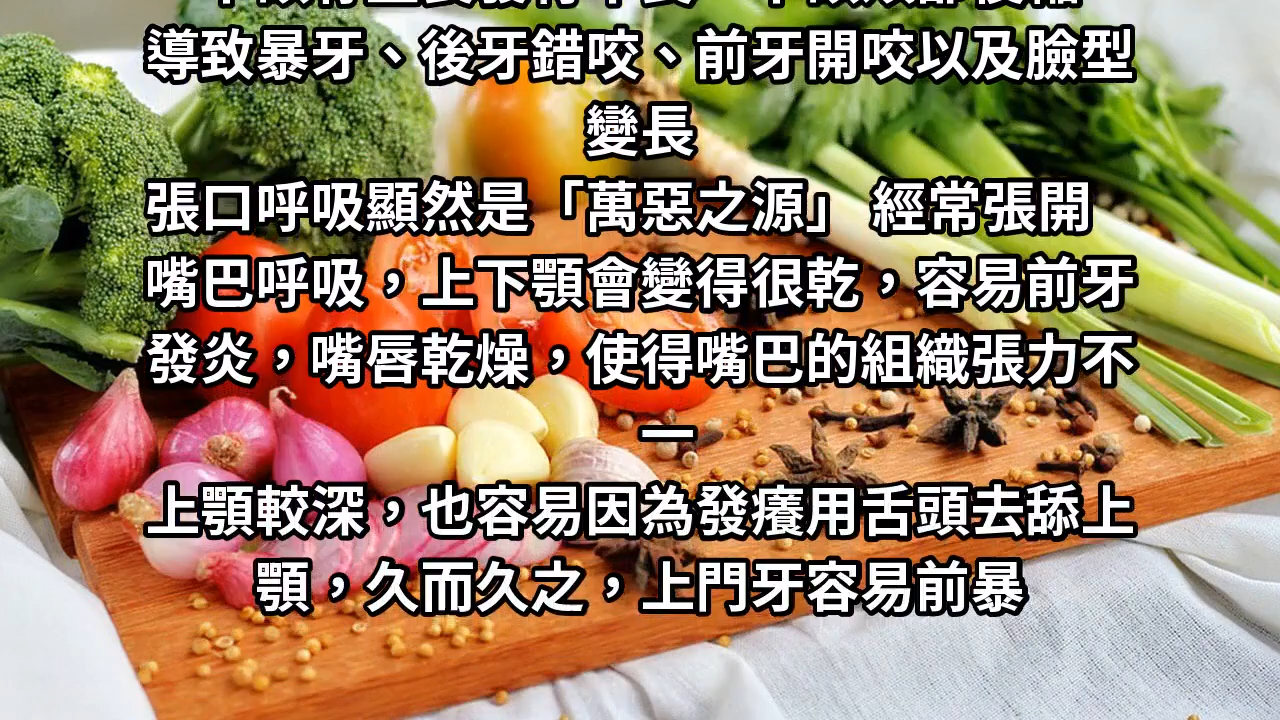 導致暴牙、後牙錯咬、前牙開咬以及臉型
變長
張口呼吸顯然是「萬惡之源」 經常張開
嘴巴呼吸，上下顎會變得很乾，容易前牙
發炎，嘴唇乾燥，使得嘴巴的組織張力不
一
上顎較深，也容易因為發癢用舌頭去舔上
顎，久而久之，上門牙容易前暴